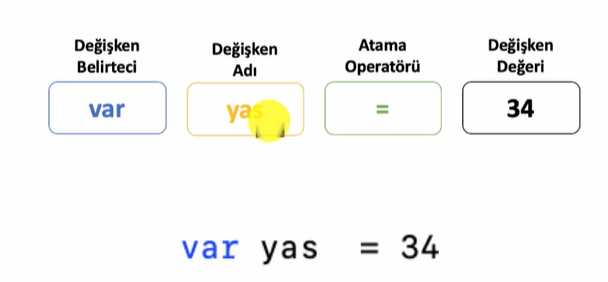 Değişken Belirteci
Değişken Adı
Atama Operatörü
Değişken Değeri
var
yas
=
34
var yas = 34